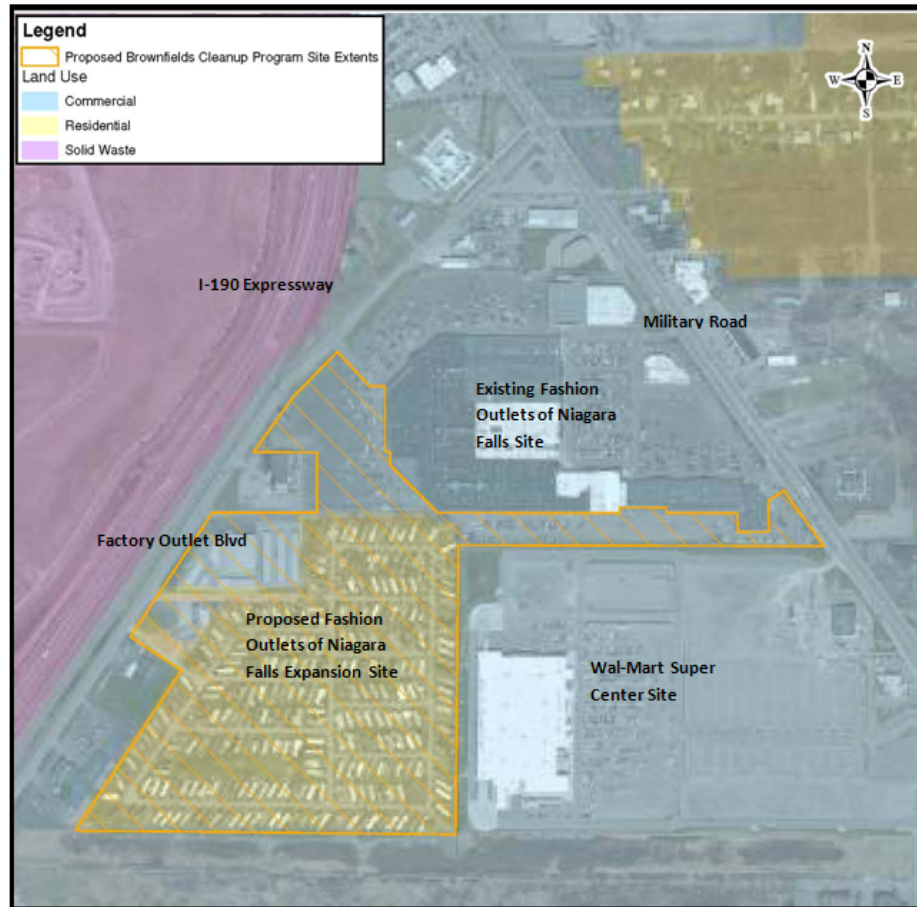 Legend
Proposed Brownfields Cleanup Program Site Extents
Land Use
Commercial
Residential
Solid Waste
N
W E
S
I-190 Expressway
Military Road
Existing Fashion
Outlets of Niagara
Falls Site
Factory Outlet Blvd
Proposed Fashion
Outlets of Niagara
Falls Expansion Site
Wal-Mart Super
Center Site